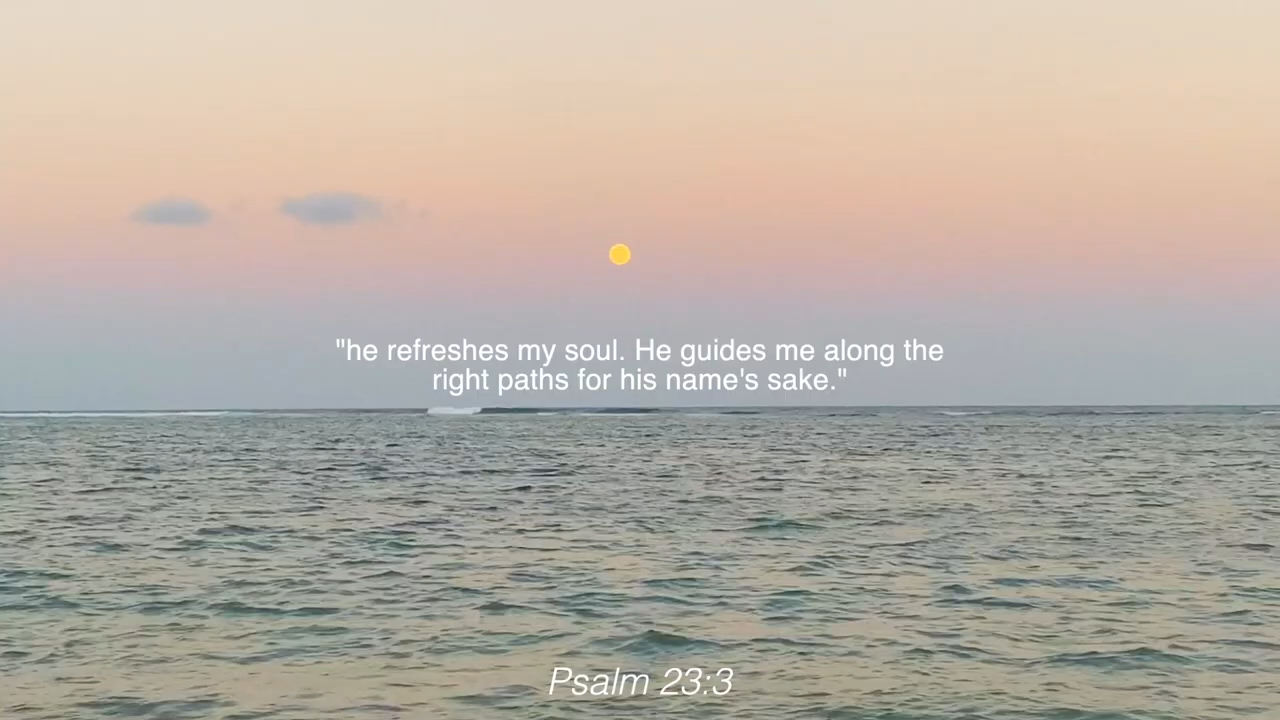 "he refreshes my soul. He guides me along the
right paths for his name's sake."
Psalm 23:3